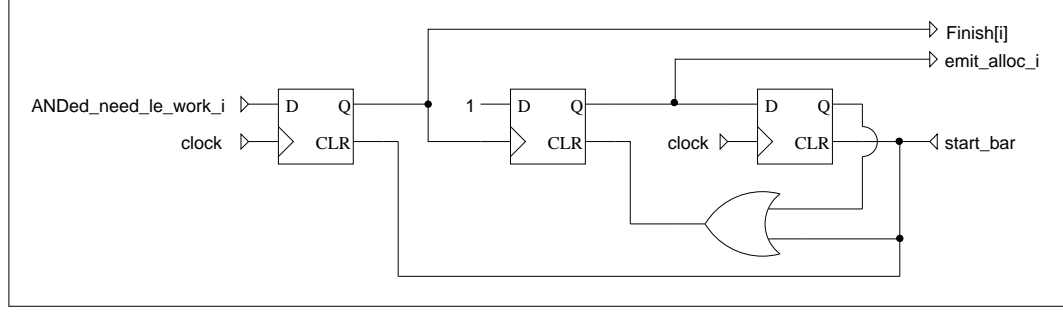 Finish[i]
emit_alloc_i
ANDed_need_le_work_i D Q 1 D Q D Q
clock CLR CLR clock CLR start_bar